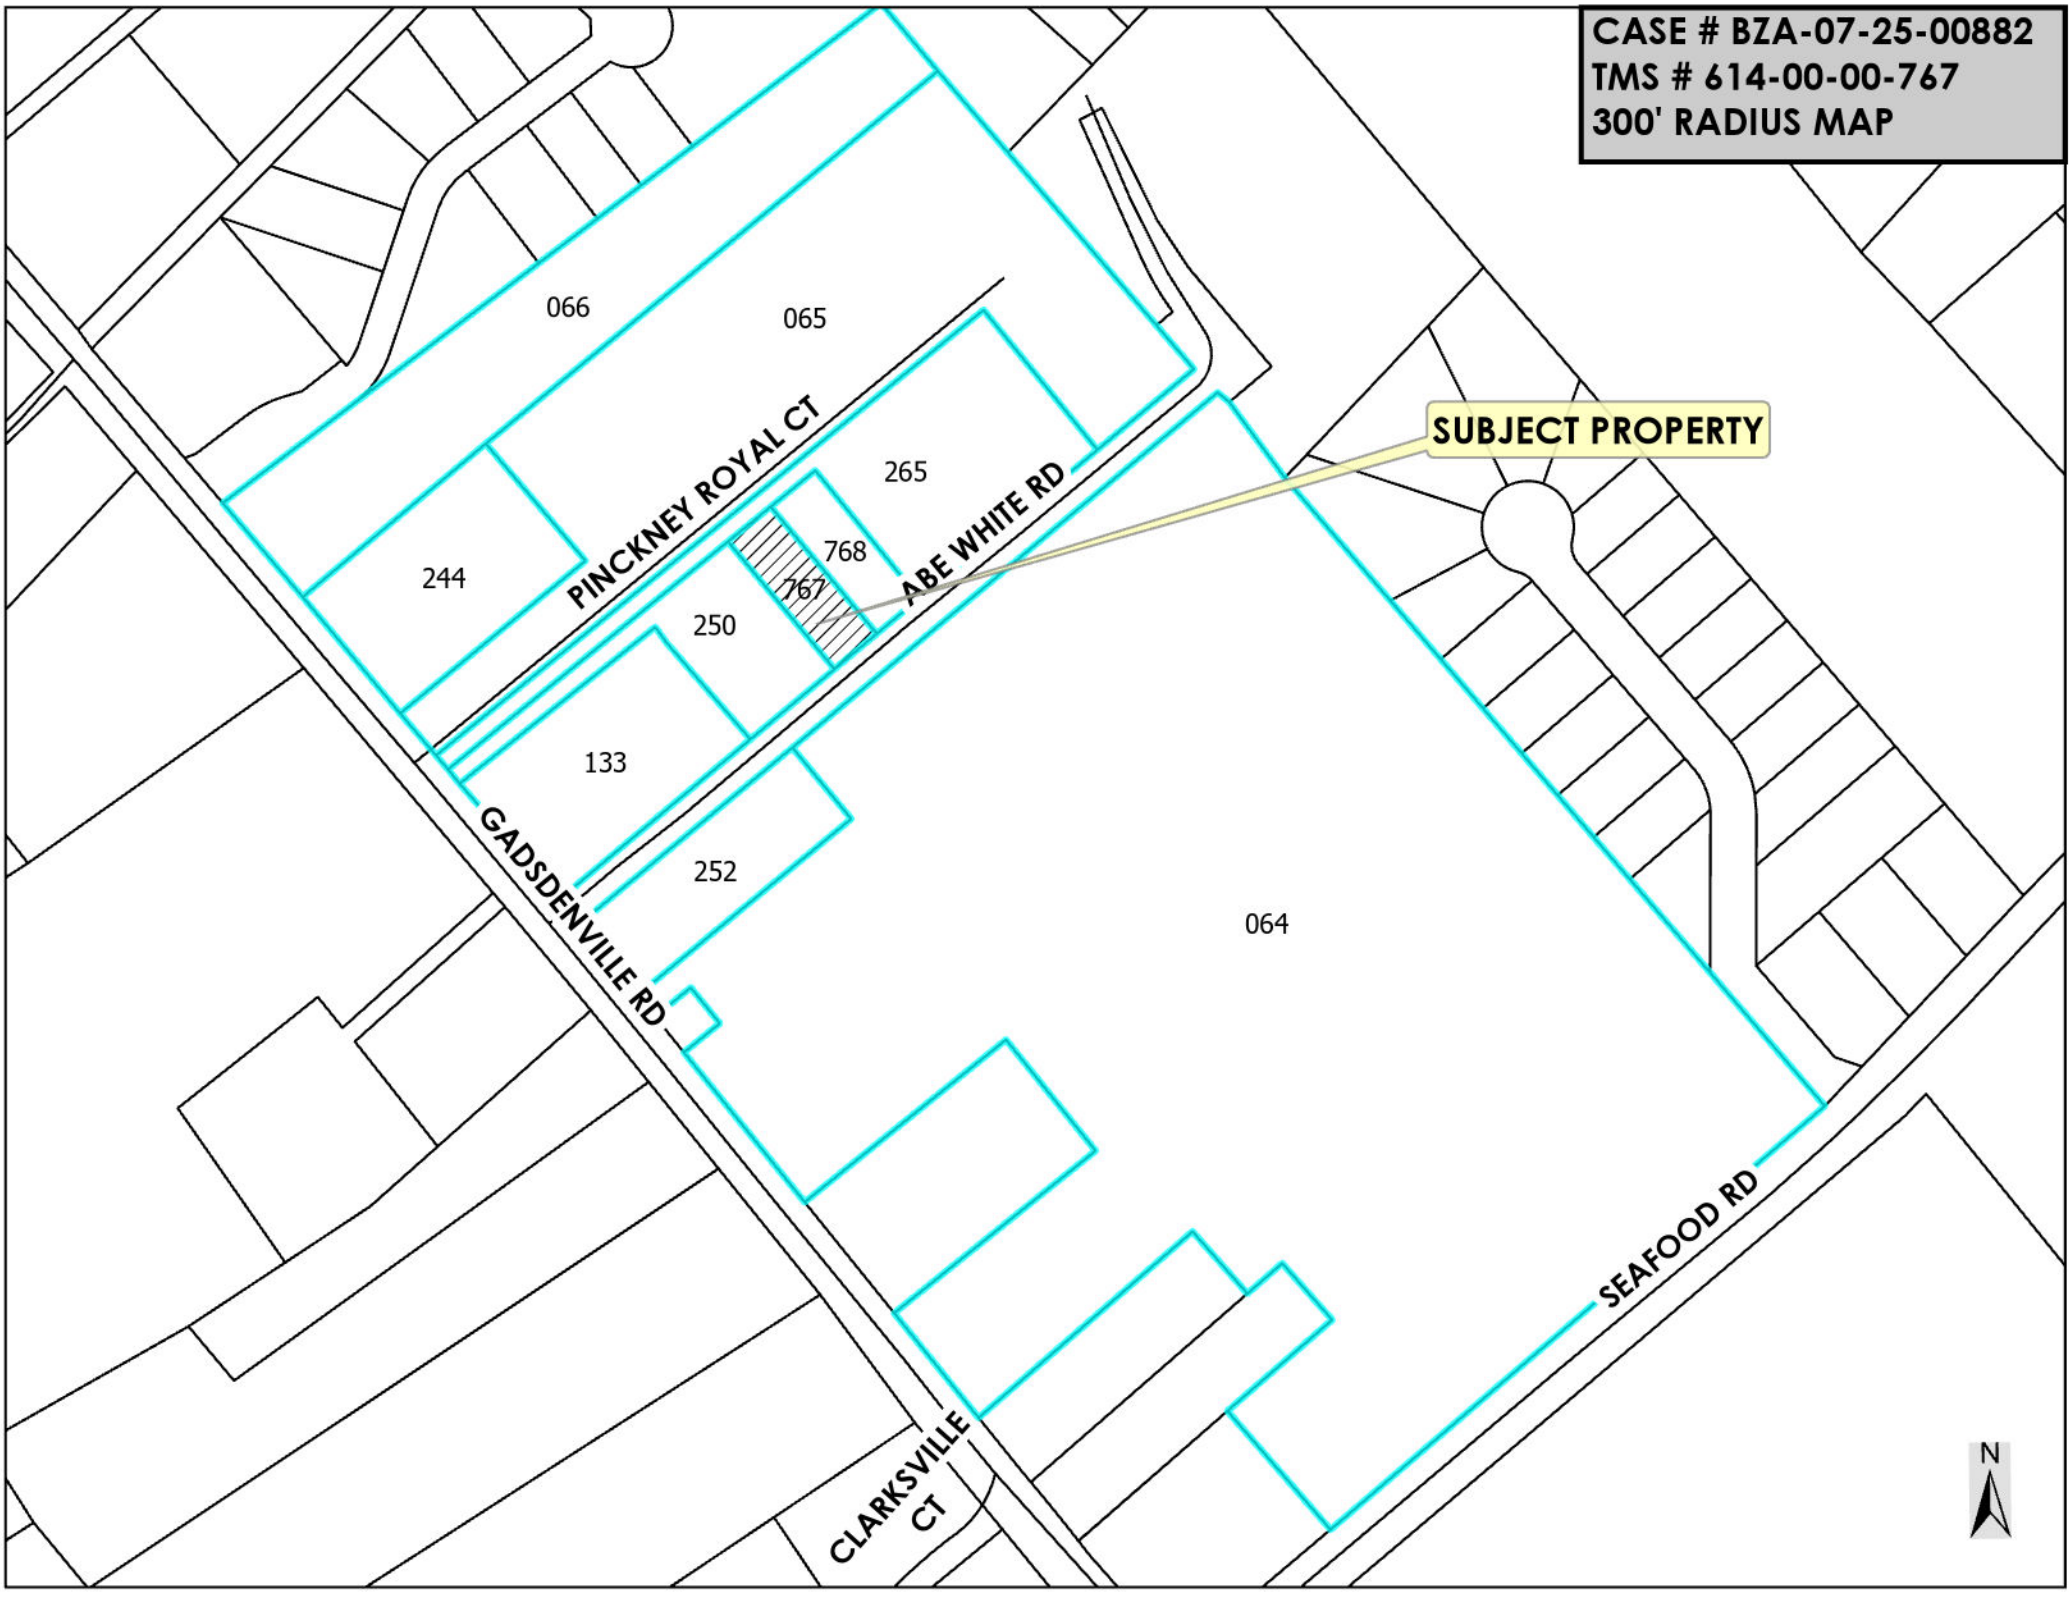 CASE # BZA-07-25-00882
TMS # 614-00-00-767
300' RADIUS MAP
066
065
PINCKNEY ROYAL CT
SUBJECT PROPERTY
265
ABE WHITE RD
768
244
767
250
133
GADSDENVILLE RD
252
064
SEAFOOD RD
CLARKSVILLE
CT
N